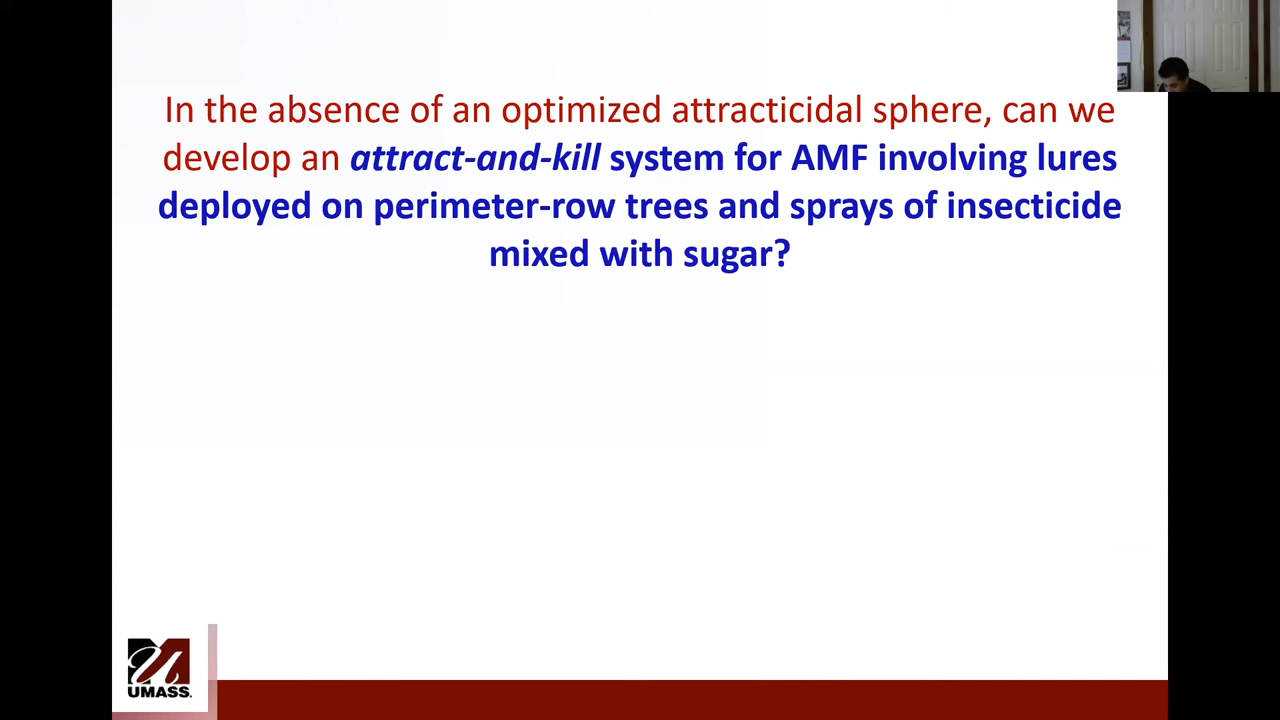 In the absence of an optimized attracticidal sphere, can we
develop an attract-and-kill system for AMF involving lures
deployed on perimeter-row trees and sprays of insecticide
mixed with sugar?
UMASS.